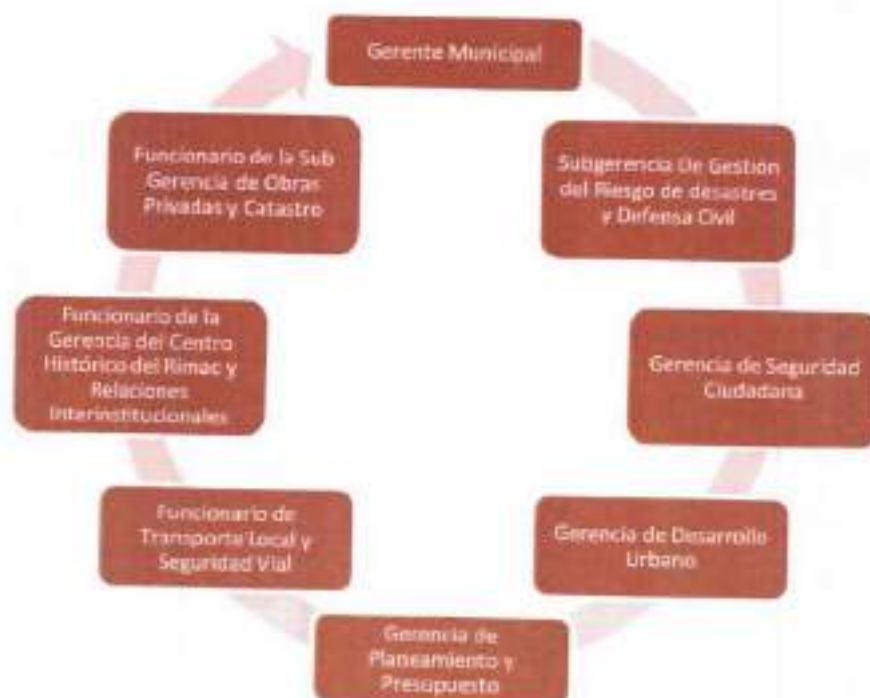 Gerente Municipal
Subgerencia De Gestión
del Riesgo de desastres
y Defensa Civil
Gerencia de Seguridad
Ciudadana
Gerencia de Desarrollo
Urbano
Gerencia de
Planeamiento y
Presupuesto
Funcionario de
Transporte Local y
Seguridad Vial
Funcionario de la
Gerencia del Centro
Histórico del Rimac y
Relaciones
Interinstitucionales
Funcionario de la Sub
Gerencia de Obras
Privadas y Catastro